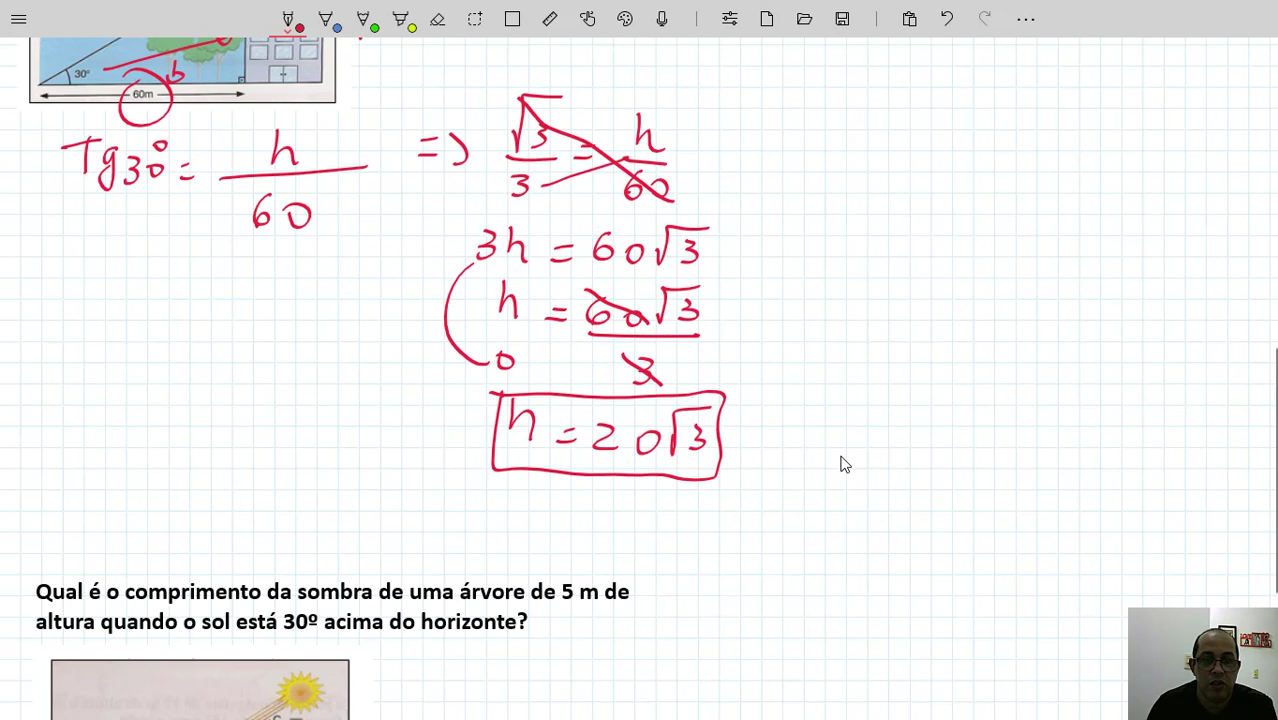 30°
b
60m
Tg30° = h/60 => √3/3 = h/60
3h = 60√3
h = 60√3/3
h = 20√3
Qual é o comprimento da sombra de uma árvore de 5 m de
altura quando o sol está 30º acima do horizonte?